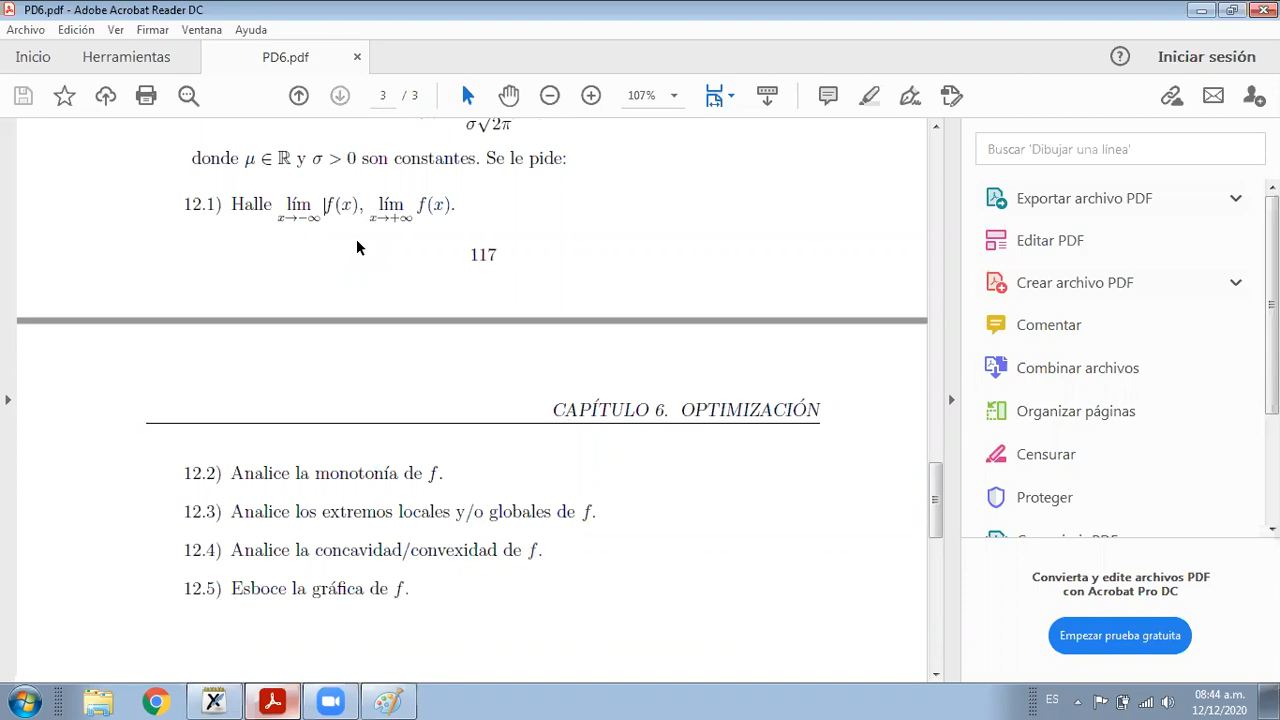 PD6.pdf - Adobe Acrobat Reader DC
Archivo Edición Ver Firmar Ventana Ayuda
Inicio Herramientas PD6.pdf × Iniciar sesión
3 / 3 107%
σ√2π
donde μ ∈ ℝ y σ > 0 son constantes. Se le pide:
12.1) Halle lím x→−∞ f(x), lím x→+∞ f(x).
117
CAPÍTULO 6. OPTIMIZACIÓN
12.2) Analice la monotonía de f.
12.3) Analice los extremos locales y/o globales de f.
12.4) Analice la concavidad/convexidad de f.
12.5) Esboce la gráfica de f.
Buscar 'Dibujar una línea'
Exportar archivo PDF
Editar PDF
Crear archivo PDF
Comentar
Combinar archivos
Organizar páginas
Censurar
Proteger
Convierta y edite archivos PDF
con Acrobat Pro DC
Empezar prueba gratuita
ES 08:44 a.m.
12/12/2020